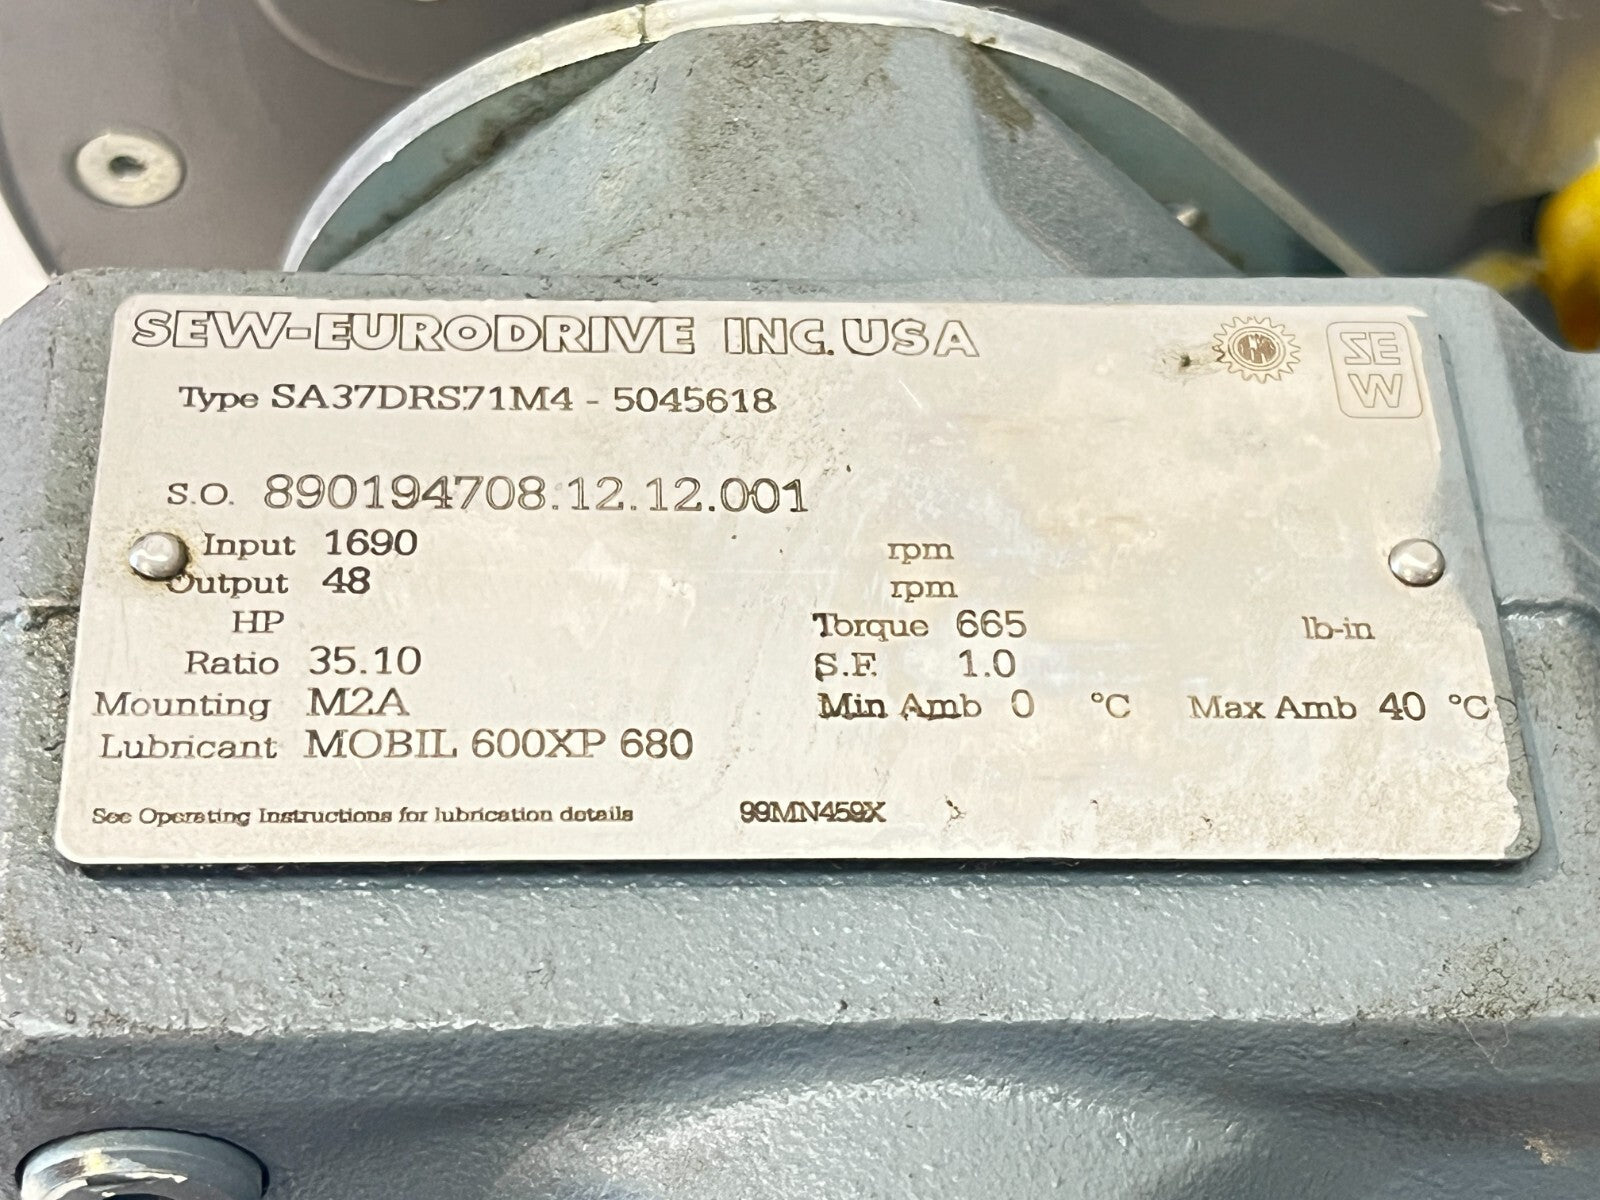 SEW-EURODRIVE INC. USA
SE
W
Type SA37DRS71M4 - 5045618
S.O. 890194708.12.12.001
Input 1690 rpm
Output 48 rpm
HP Torque 665 lb-in
Ratio 35.10 S.F. 1.0
Mounting M2A Min Amb 0 °C Max Amb 40 °C
Lubricant MOBIL 600XP 680
See Operating Instructions for lubrication details 99MN459X